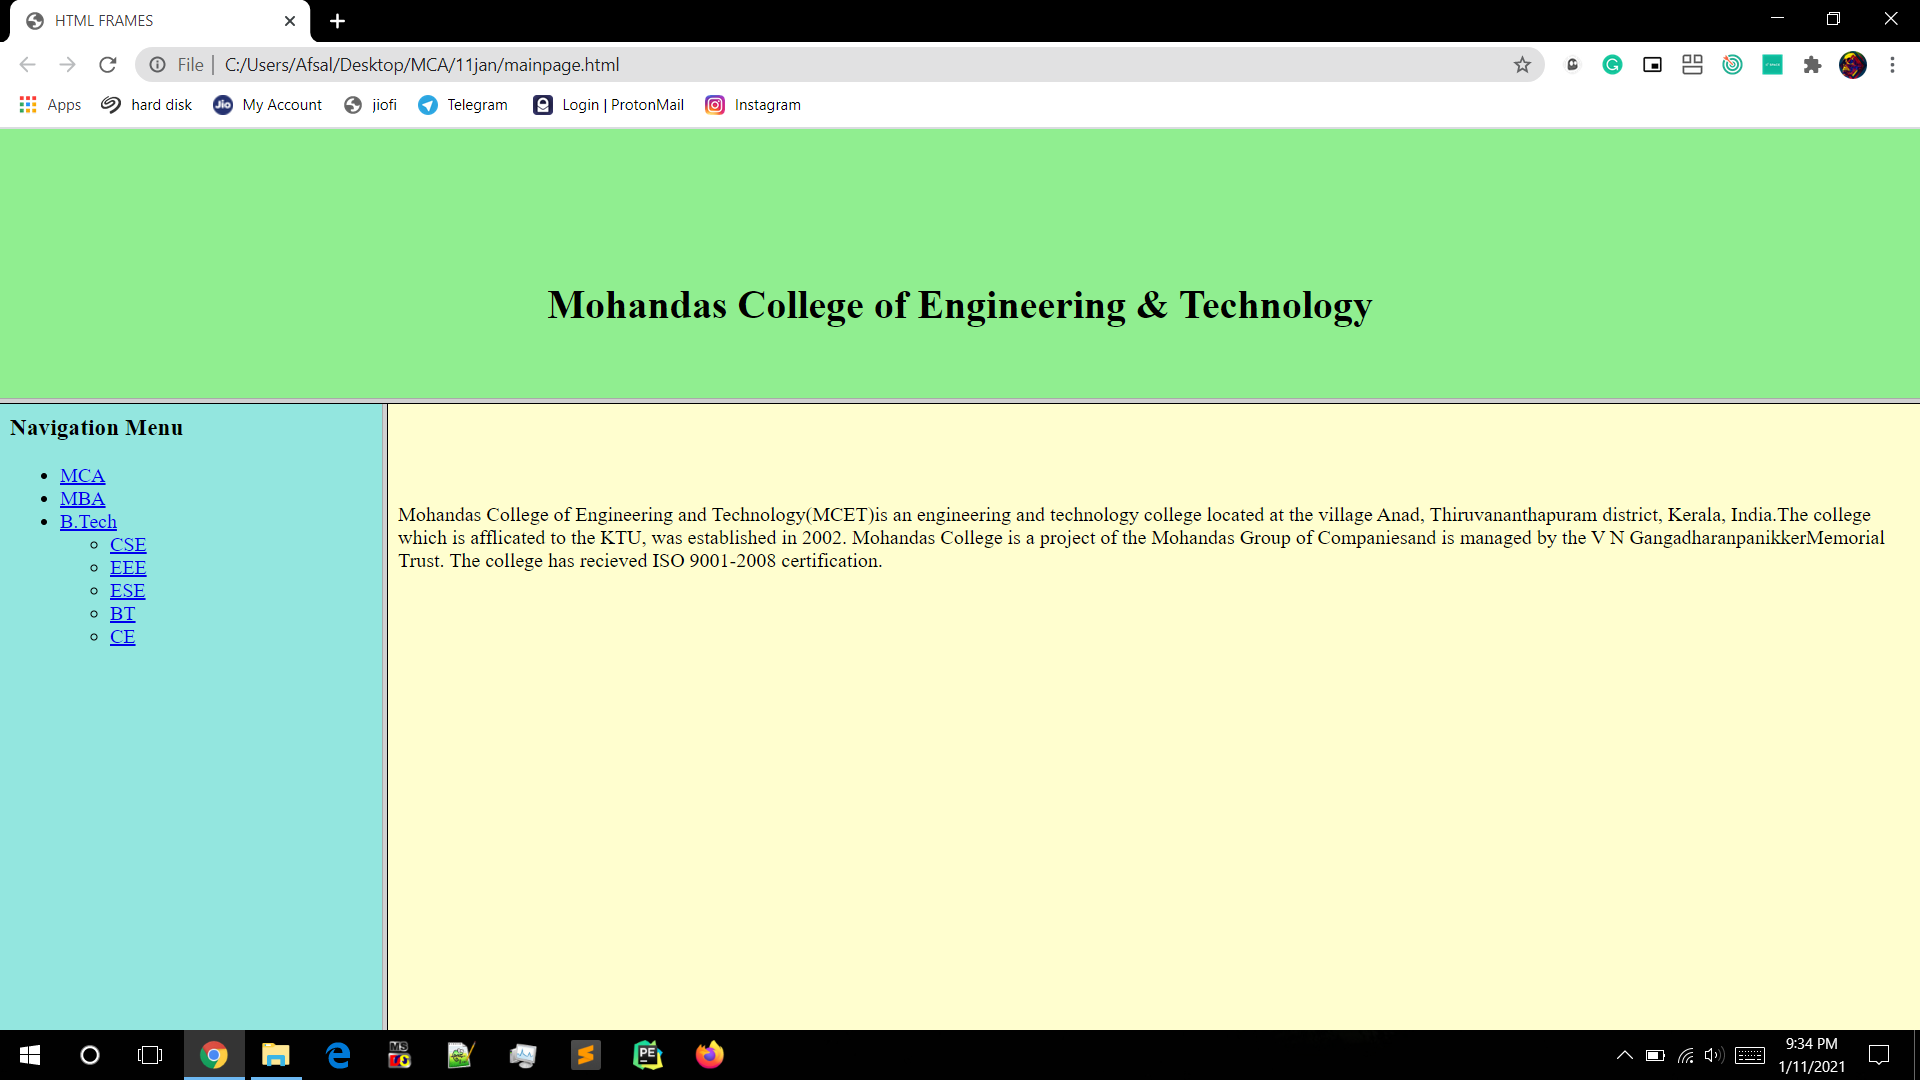 HTML FRAMES
File | C:/Users/Afsal/Desktop/MCA/11jan/mainpage.html
Apps hard disk Jio My Account jiofi Telegram Login | ProtonMail Instagram
Mohandas College of Engineering & Technology
Navigation Menu
MCA
MBA
B.Tech
CSE
EEE
ESE
BT
CE
Mohandas College of Engineering and Technology(MCET)is an engineering and technology college located at the village Anad, Thiruvananthapuram district, Kerala, India.The college
which is afflicated to the KTU, was established in 2002. Mohandas College is a project of the Mohandas Group of Companiesand is managed by the V N GangadharanpanikkerMemorial
Trust. The college has recieved ISO 9001-2008 certification.
MS
PE
9:34 PM
1/11/2021